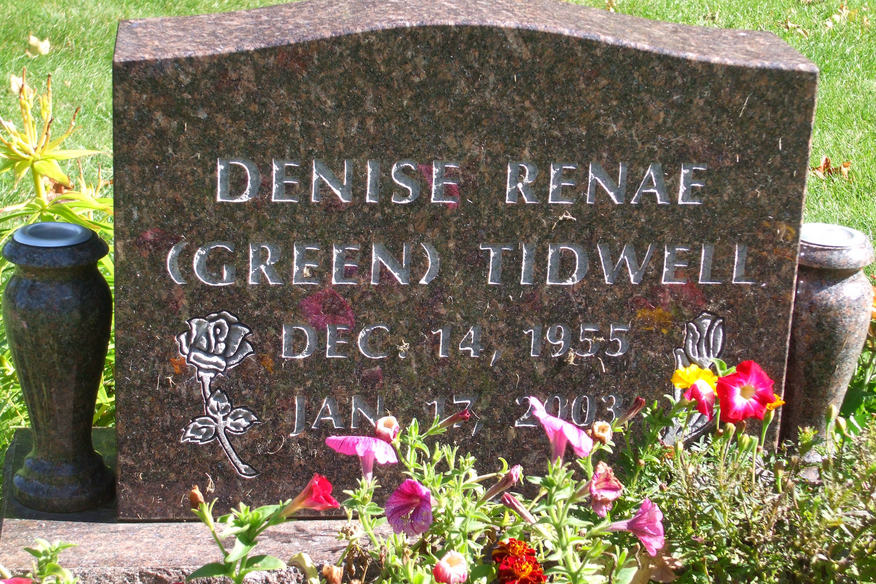 DENISE RENAE
(GREEN) TIDWELL
DEC. 14, 1955
JAN 17, 2003